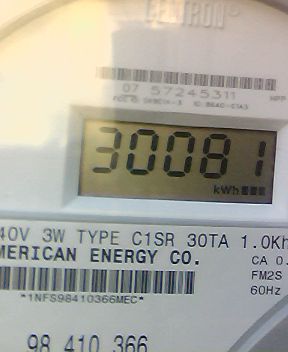 CENTRON®
07 57245311
30081
kWh
40V 3W TYPE C1SR 30TA 1.0Kh
MERICAN ENERGY CO.
CA 0.
FM2S
60Hz
*1NFS98410366MEC*
98 410 366